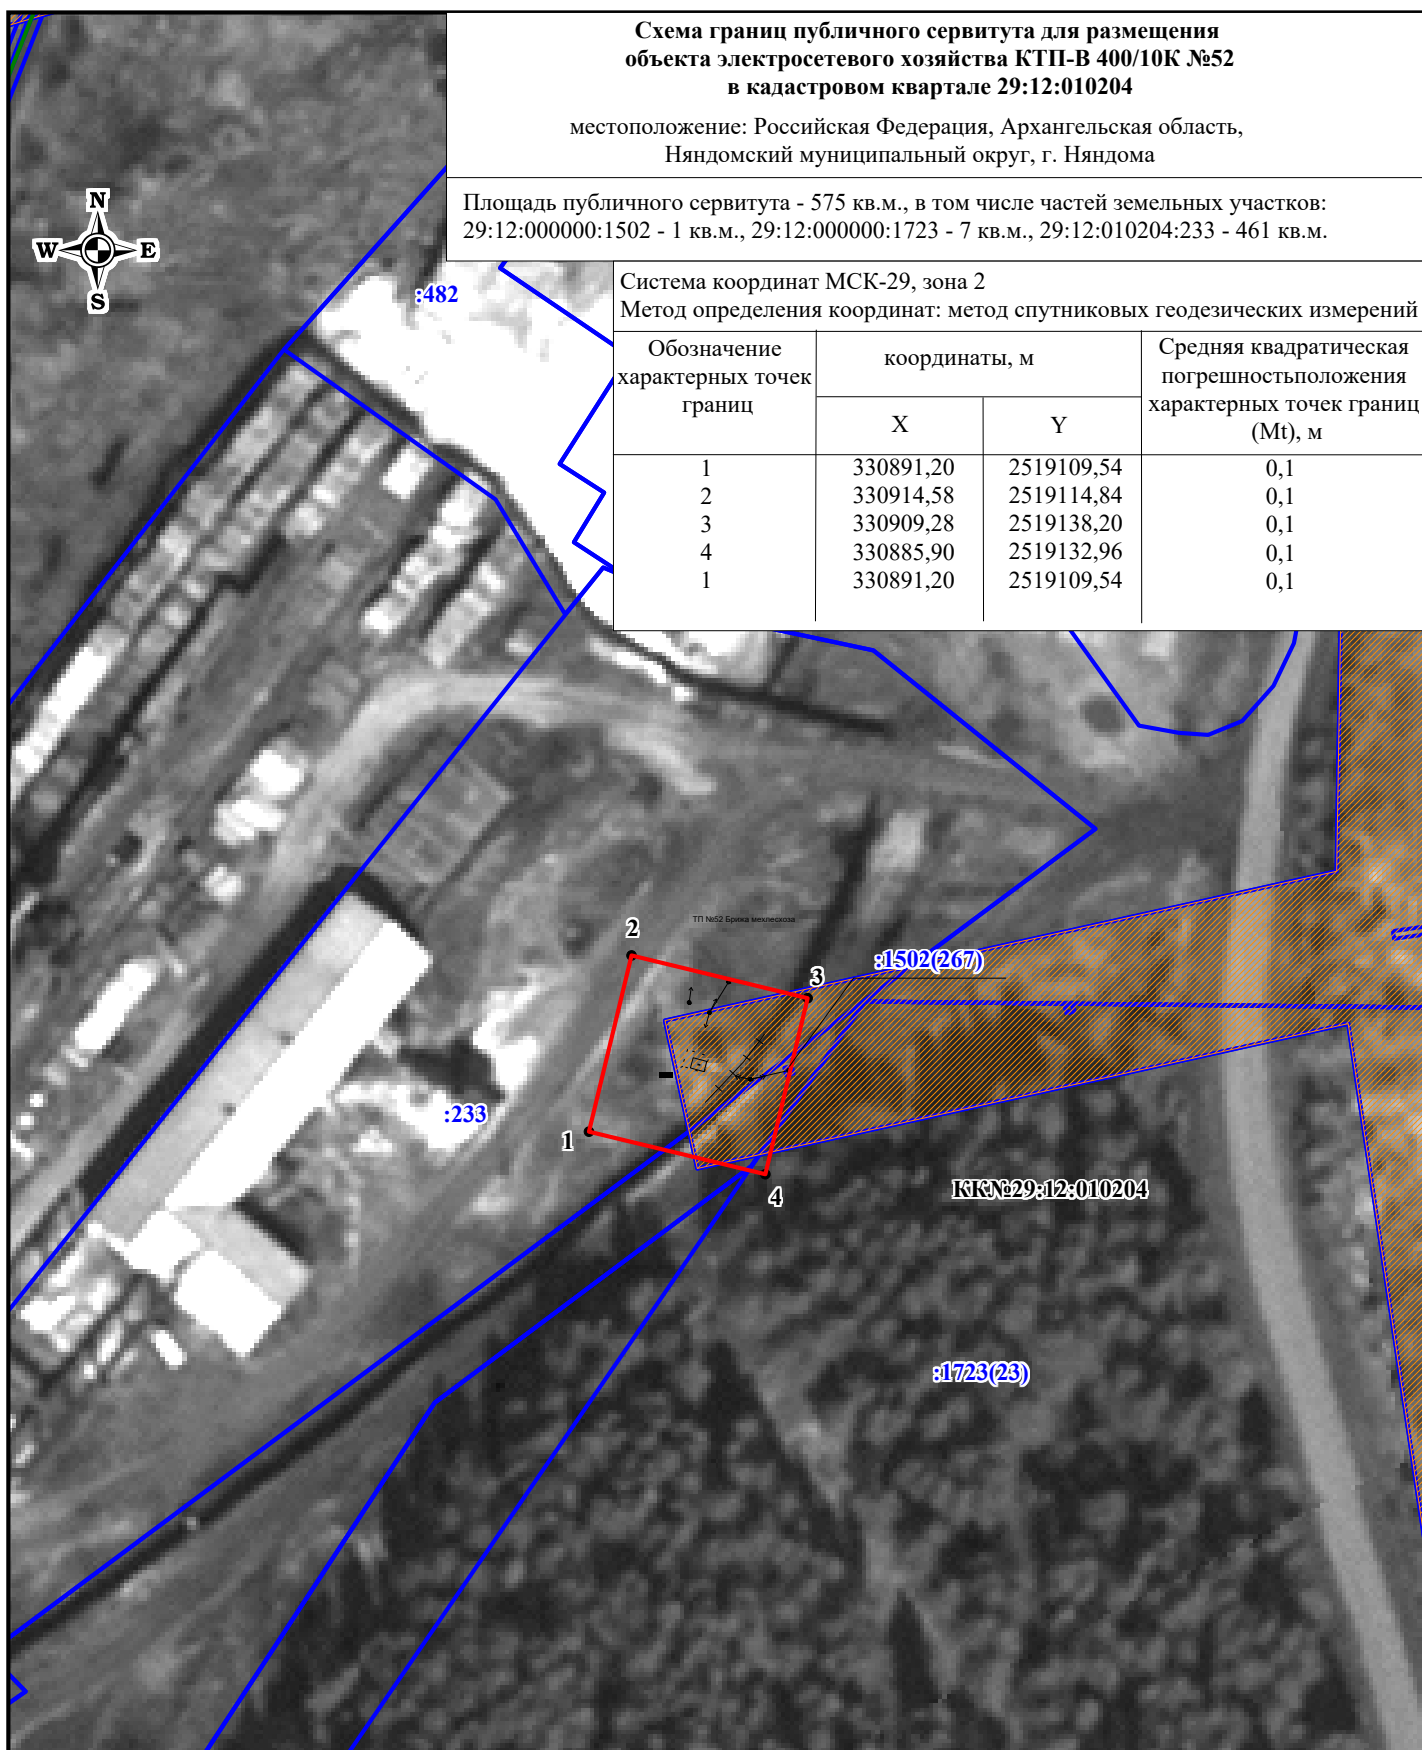 Схема границ публичного сервитута для размещения
объекта электросетевого хозяйства КТП-В 400/10К №52
в кадастровом квартале 29:12:010204
местоположение: Российская Федерация, Архангельская область,
Няндомский муниципальный округ, г. Няндома
Площадь публичного сервитута - 575 кв.м., в том числе частей земельных участков:
29:12:000000:1502 - 1 кв.м., 29:12:000000:1723 - 7 кв.м., 29:12:010204:233 - 461 кв.м.
Система координат МСК-29, зона 2
Метод определения координат: метод спутниковых геодезических измерений
Обозначение
характерных точек
границ
координаты, м
X Y
Средняя квадратическая
погрешностьположения
характерных точек границ
(Mt), м
1 330891,20 2519109,54 0,1
2 330914,58 2519114,84 0,1
3 330909,28 2519138,20 0,1
4 330885,90 2519132,96 0,1
1 330891,20 2519109,54 0,1
N
W E
S
:482
ТП №52
2
3
:1502(267)
:233
1
4
КК№29:12:010204
:1723(23)